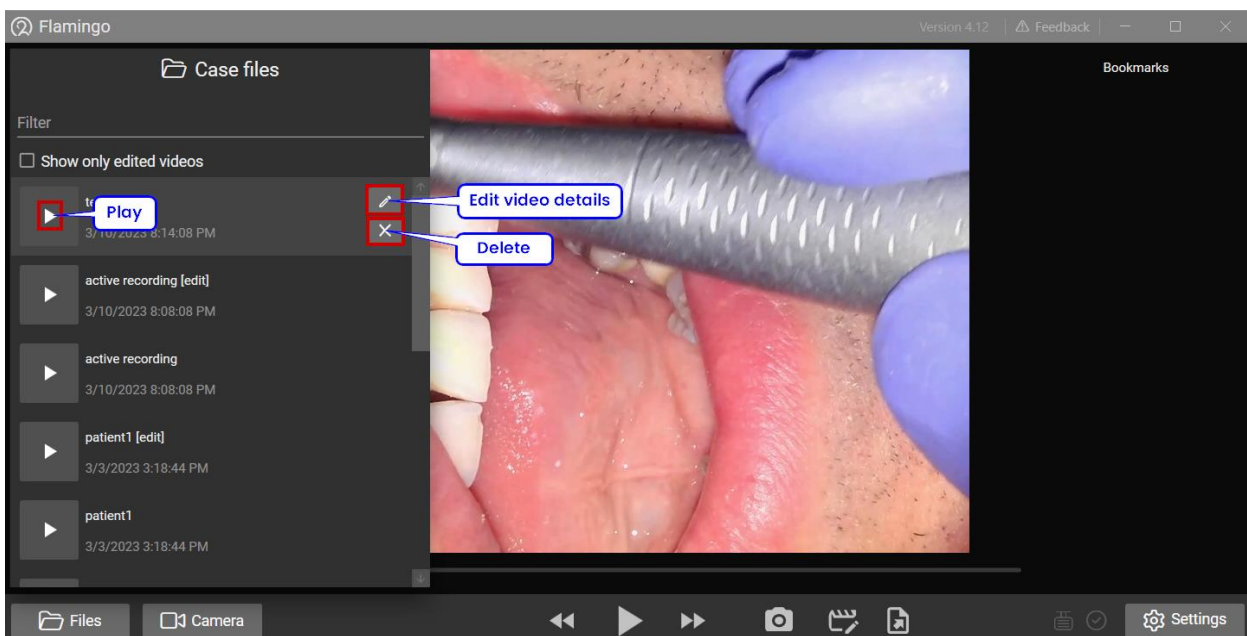 Flamingo
Version 4.12
Feedback
Case files
Bookmarks
Filter
Show only edited videos
Play
3/10/2023 8:14:08 PM
Edit video details
Delete
active recording [edit]
3/10/2023 8:08:08 PM
active recording
3/10/2023 8:08:08 PM
patient1 [edit]
3/3/2023 3:18:44 PM
patient1
3/3/2023 3:18:44 PM
Files
Camera
Settings